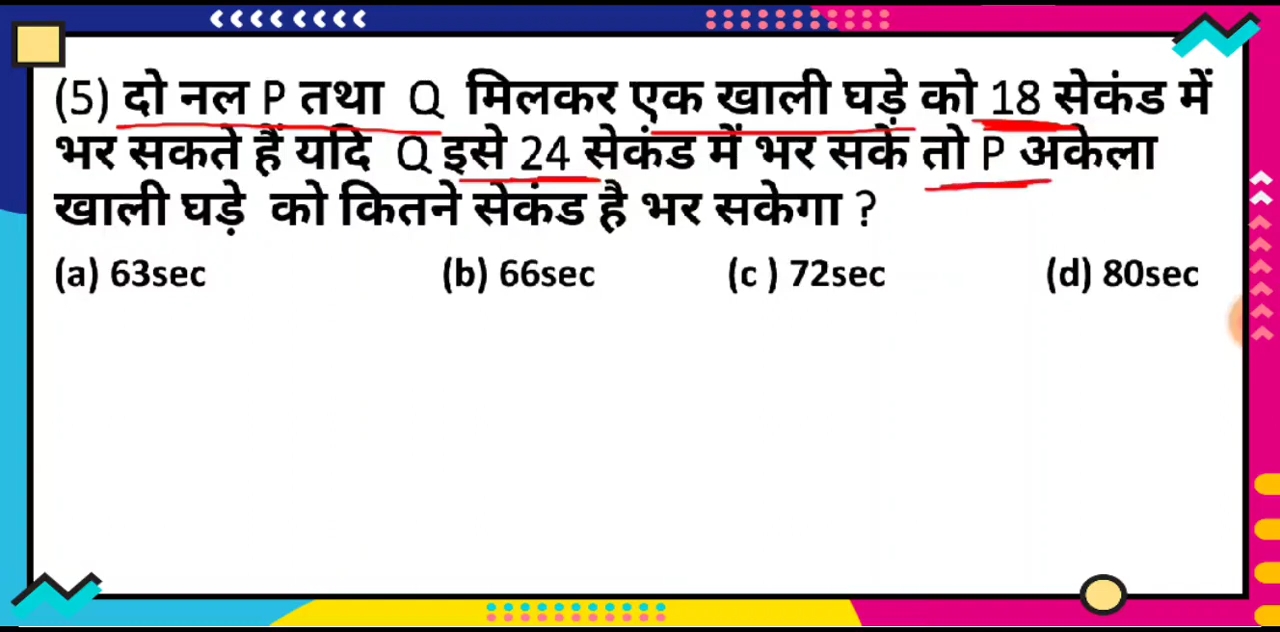 (5) दो नल P तथा Q मिलकर एक खाली घड़े को 18 सेकंड में
भर सकते हैं यदि Q इसे 24 सेकंड में भर सकें तो P अकेला
खाली घड़े को कितने सेकंड है भर सकेगा ?
(a) 63sec (b) 66sec (c ) 72sec (d) 80sec